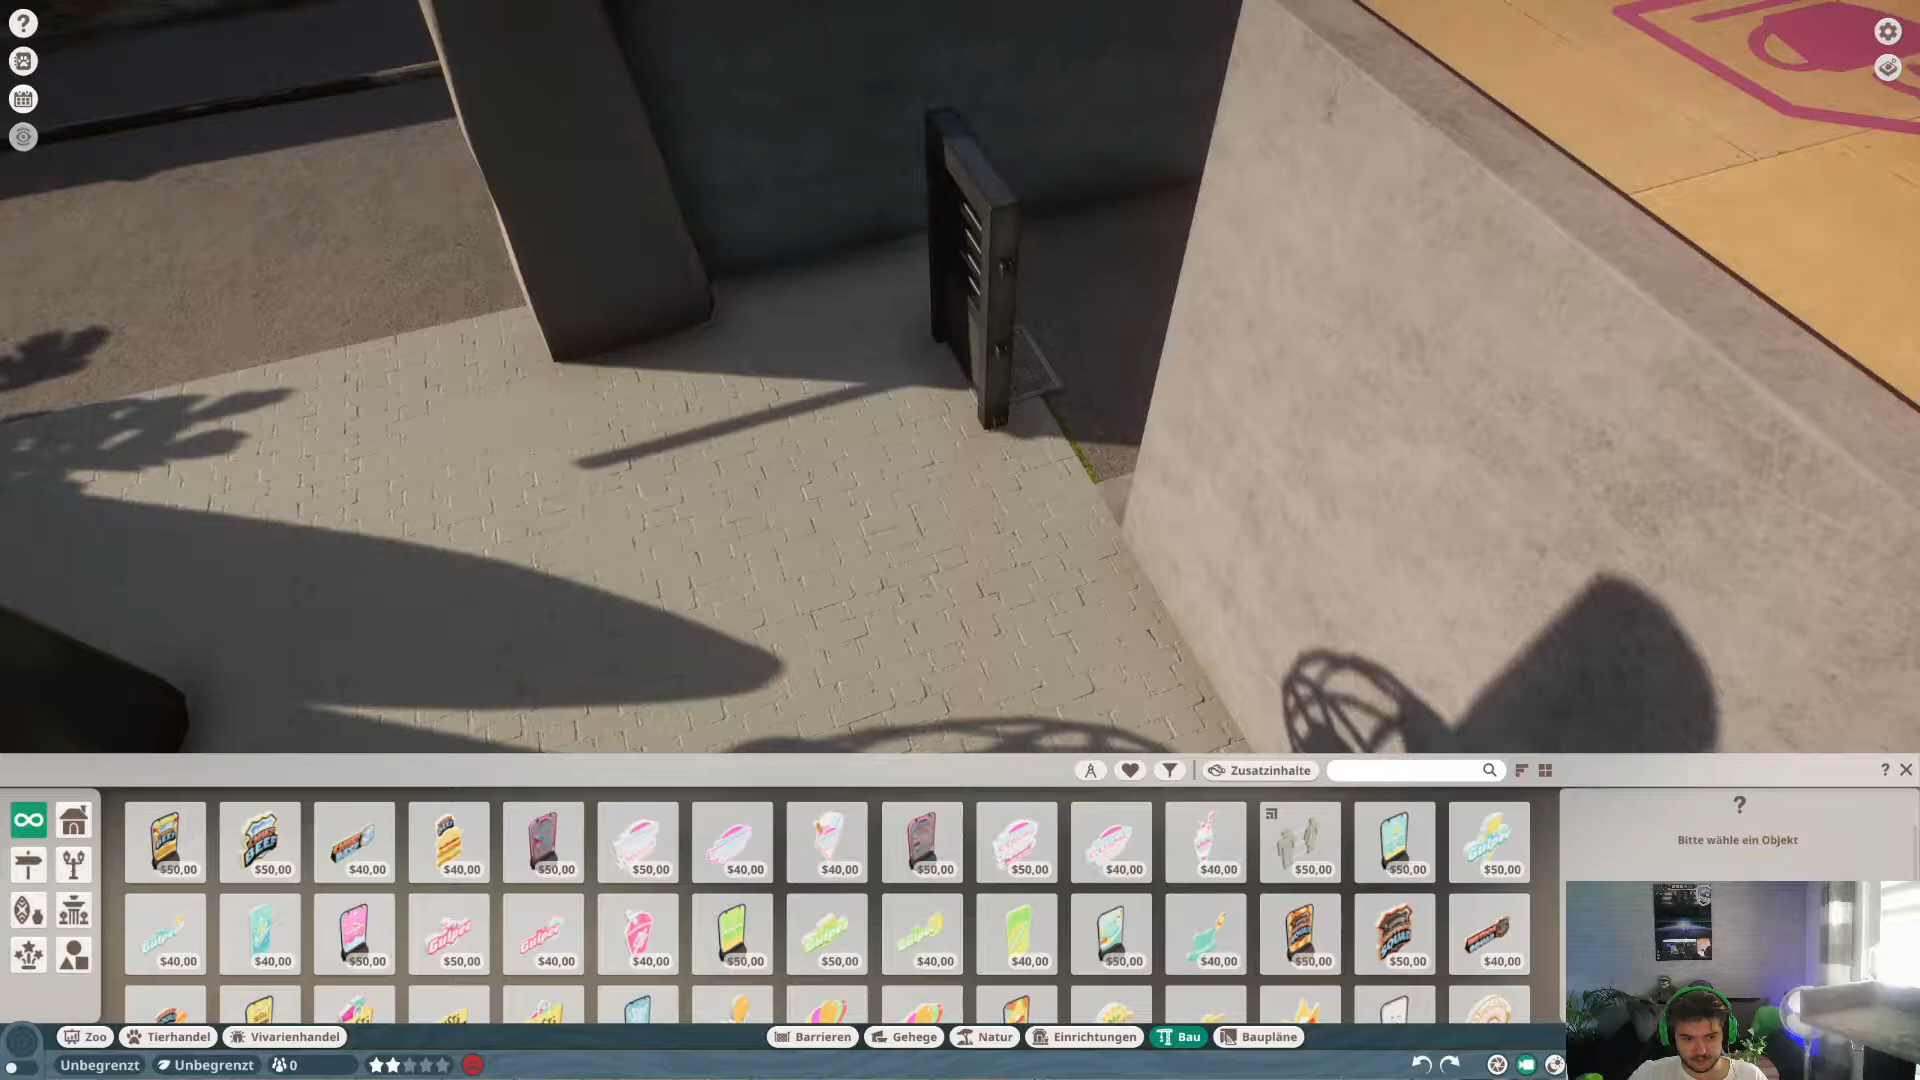 Zusatzinhalte
?
?
Bitte wähle ein Objekt
$50,00 $50,00 $40,00 $40,00 $50,00 $50,00 $40,00 $40,00 $50,00 $50,00 $40,00 $40,00 $50,00 $50,00 $50,00
$40,00 $40,00 $50,00 $50,00 $40,00 $40,00 $50,00 $50,00 $40,00 $40,00 $50,00 $40,00 $50,00 $50,00 $40,00
Zoo Tierhandel Vivarienhandel Barrieren Gehege Natur Einrichtungen Bau Baupläne
Unbegrenzt Unbegrenzt 0